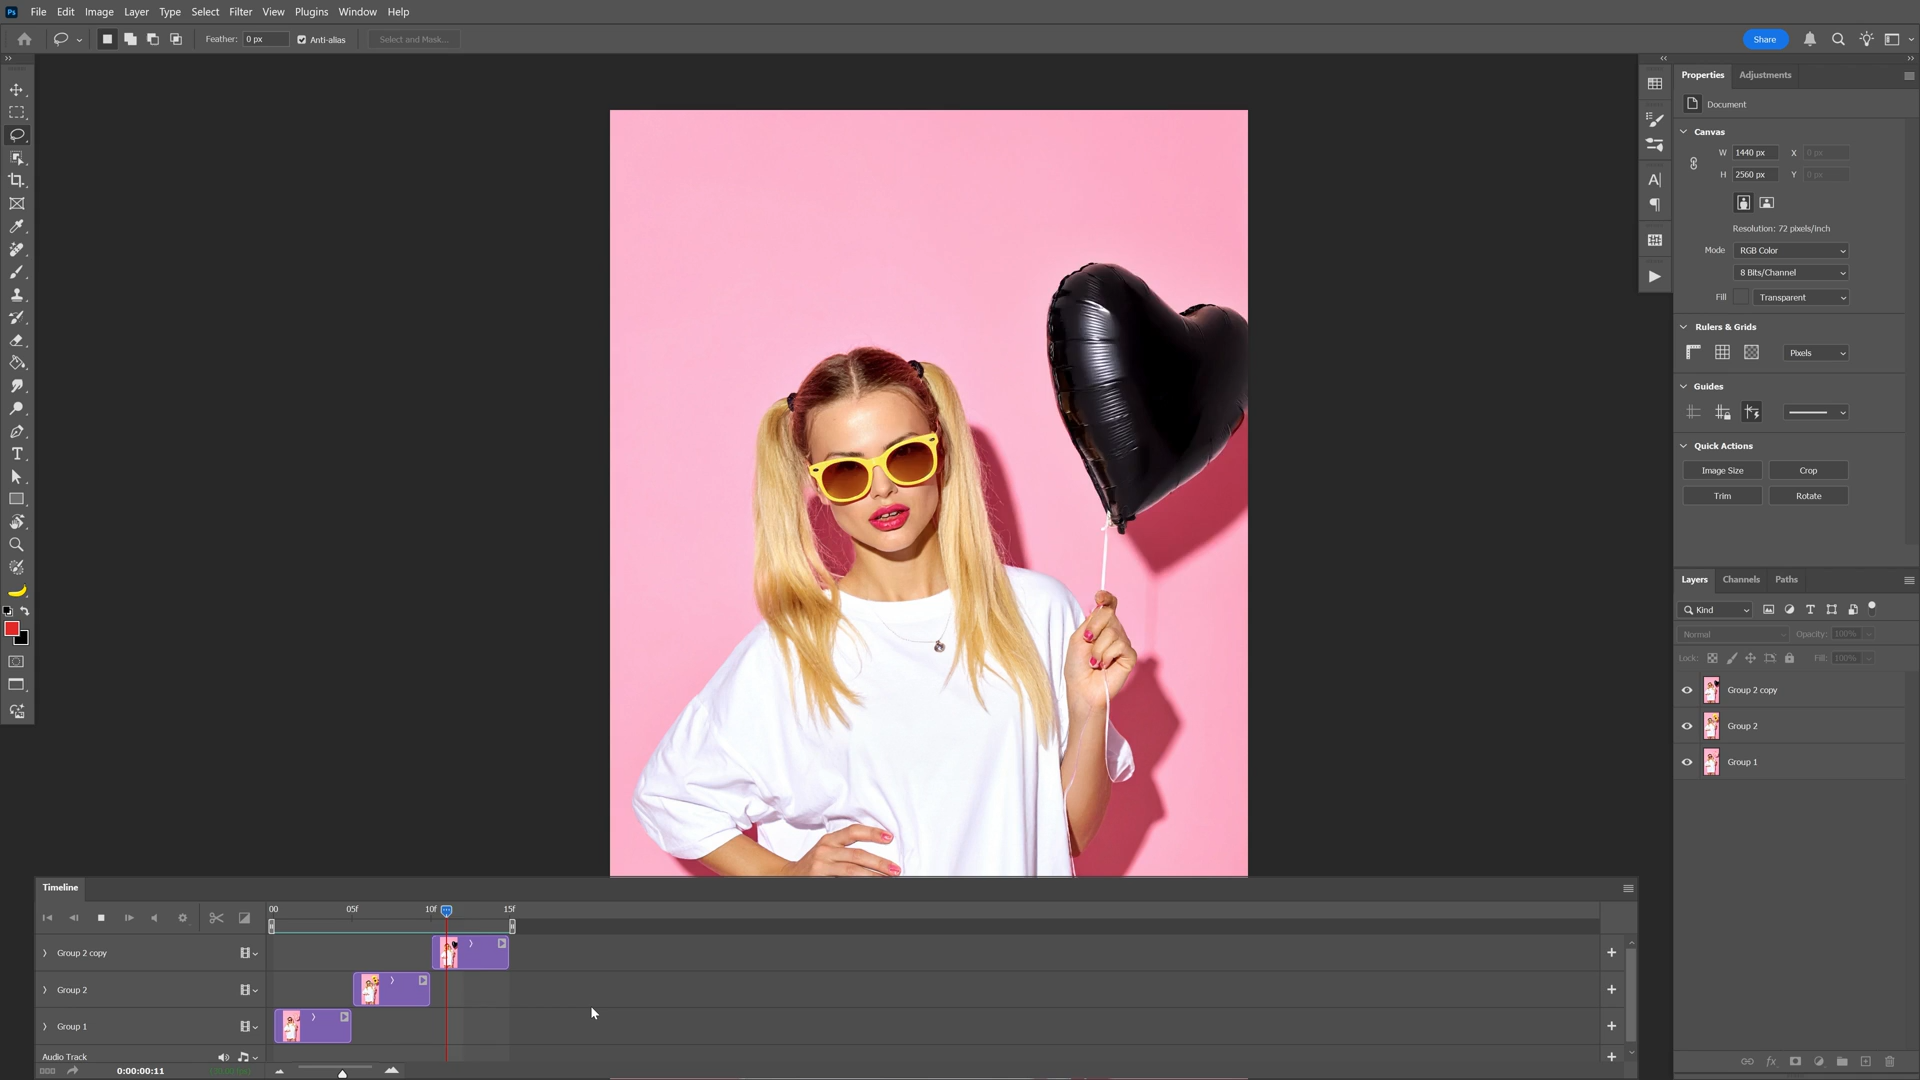 Ps File Edit Image Layer Type Select Filter View Plugins Window Help
Feather: 0 px Anti-alias Select and Mask... Share
Properties Adjustments
Document
Canvas
W 1440 px X 0 px
H 2560 px Y 0 px
Resolution: 72 pixels/inch
Mode RGB Color
8 Bits/Channel
Fill Transparent
Rulers & Grids
Pixels
Guides
Quick Actions
Image Size Crop
Trim Rotate
Layers Channels Paths
Kind
Normal Opacity: 100%
Lock: Fill: 100%
Group 2 copy
Group 2
Group 1
Timeline
00 05f 10f 15f
Group 2 copy
Group 2
Group 1
Audio Track
0:00:00:11